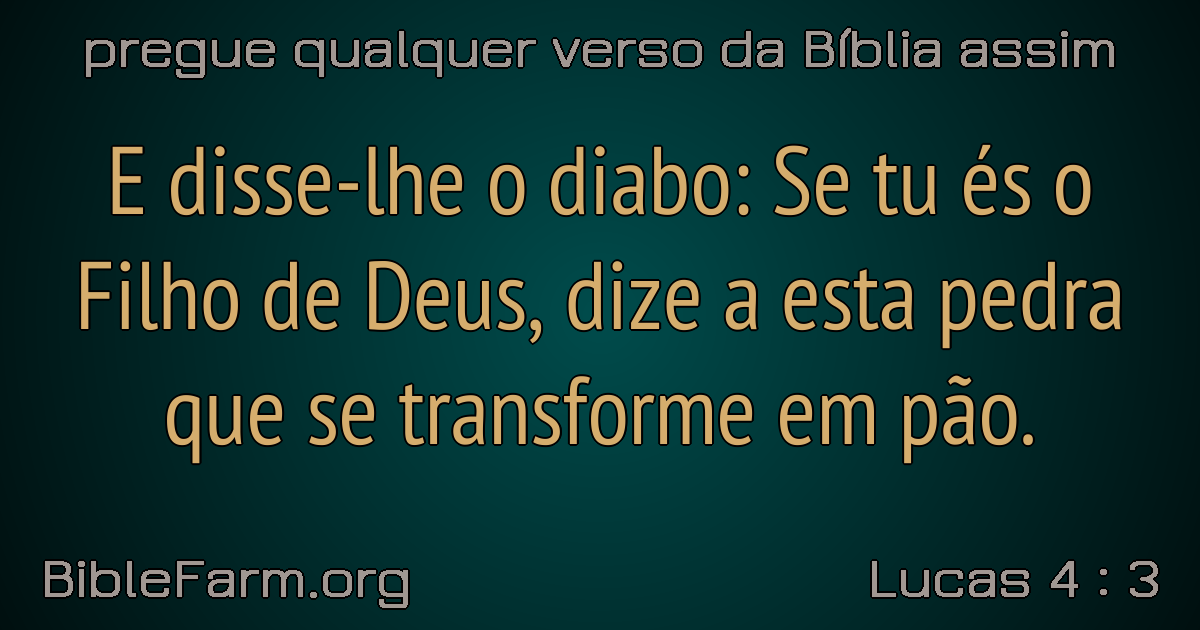 pregue qualquer verso da Bíblia assim
E disse-lhe o diabo: Se tu és o
Filho de Deus, dize a esta pedra
que se transforme em pão.
BibleFarm.org
Lucas 4 : 3